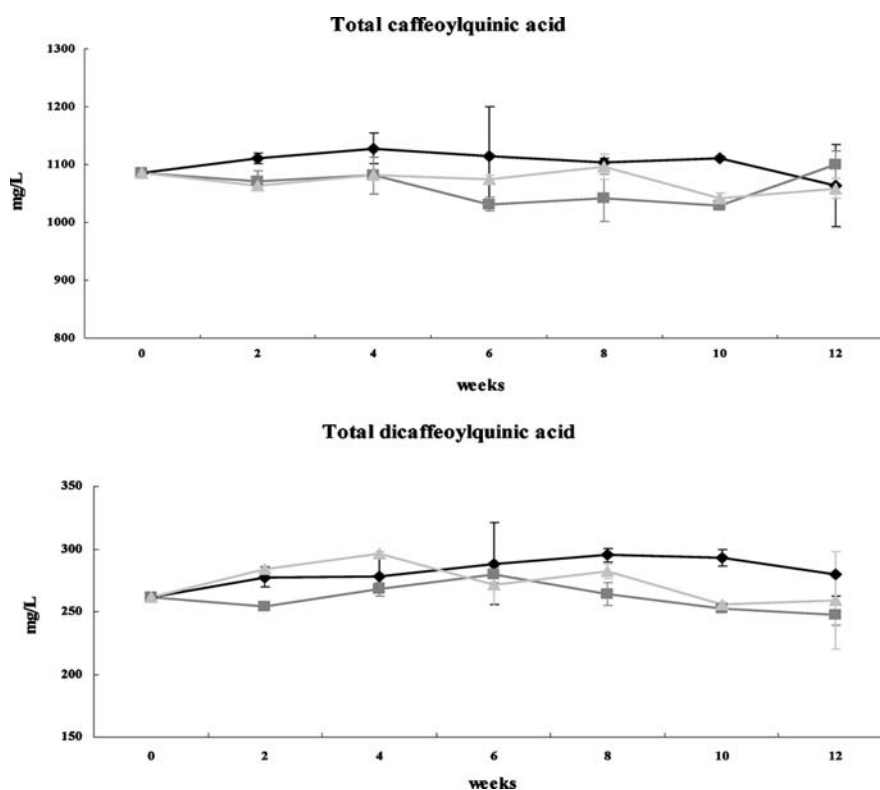 Total caffeoylquinic acid
1300
1200
1100
1000
900
800
mg/L
0 2 4 6 8 10 12
weeks
Total dicaffeoylquinic acid
350
300
250
200
150
mg/L
0 2 4 6 8 10 12
weeks